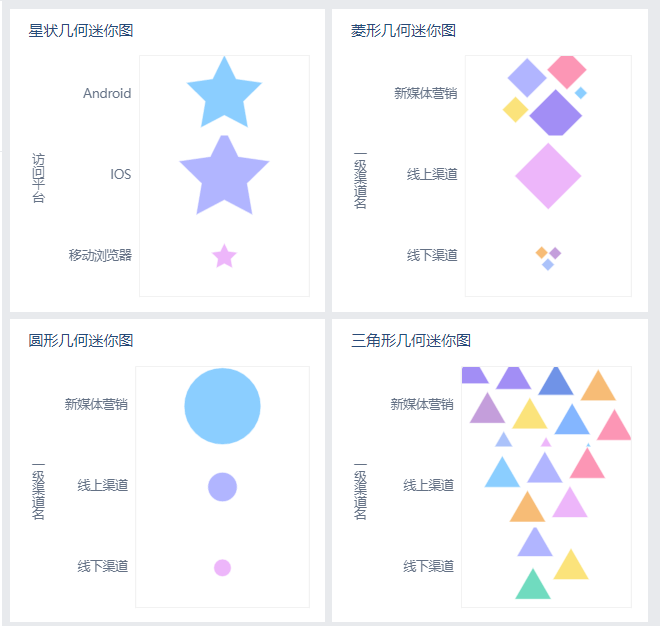 星状几何迷你图
Android
IOS
移动浏览器
访问平台
菱形几何迷你图
新媒体营销
线上渠道
线下渠道
一级渠道名
圆形几何迷你图
新媒体营销
线上渠道
线下渠道
一级渠道名
三角形几何迷你图
新媒体营销
线上渠道
线下渠道
一级渠道名